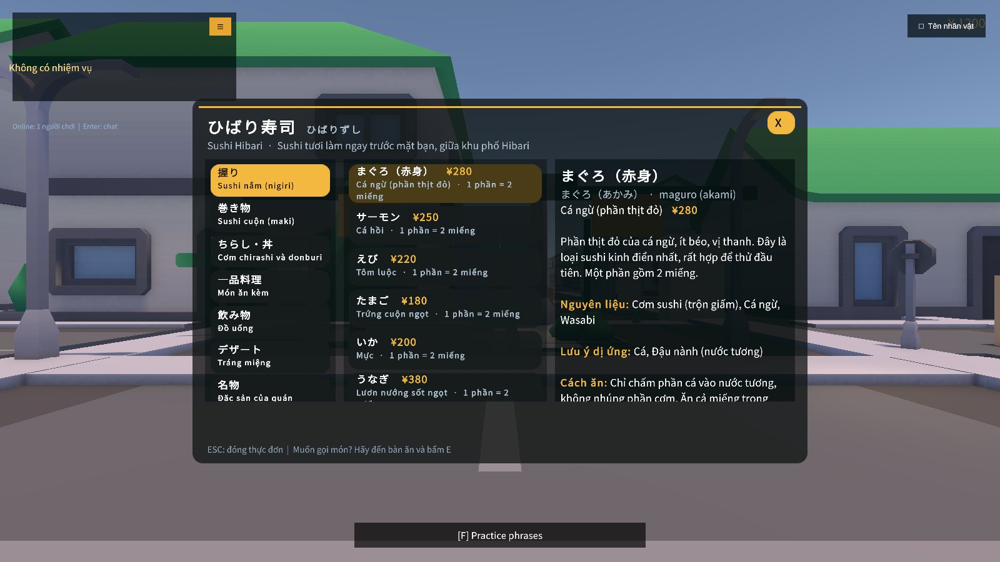 ☰
Không có nhiệm vụ
Online: 1 người chơi | Enter: chat
□ Tên nhân vật
¥ 1200
ひばり寿司 ひばりずし
X
Sushi Hibari · Sushi tươi làm ngay trước mặt bạn, giữa khu phố Hibari
握り
Sushi nắm (nigiri)
巻き物
Sushi cuộn (maki)
ちらし・丼
Cơm chirashi và donburi
一品料理
Món ăn kèm
飲み物
Đồ uống
デザート
Tráng miệng
名物
Đặc sản của quán
まぐろ（赤身） ¥280
Cá ngừ (phần thịt đỏ) · 1 phần = 2
miếng
サーモン ¥250
Cá hồi · 1 phần = 2 miếng
えび ¥220
Tôm luộc · 1 phần = 2 miếng
たまご ¥180
Trứng cuộn ngọt · 1 phần = 2 miếng
いか ¥200
Mực · 1 phần = 2 miếng
うなぎ ¥380
Lươn nướng sốt ngọt · 1 phần = 2
まぐろ（赤身）
まぐろ（あかみ） · maguro (akami)
Cá ngừ (phần thịt đỏ) ¥280
Phần thịt đỏ của cá ngừ, ít béo, vị thanh. Đây là
loại sushi kinh điển nhất, rất hợp để thử đầu
tiên. Một phần gồm 2 miếng.
Nguyên liệu: Cơm sushi (trộn giấm), Cá ngừ,
Wasabi
Lưu ý dị ứng: Cá, Đậu nành (nước tương)
Cách ăn: Chỉ chấm phần cá vào nước tương,
không nhúng phần cơm. Ăn cả miếng trong
ESC: đóng thực đơn | Muốn gọi món? Hãy đến bàn ăn và bấm E
[F] Practice phrases